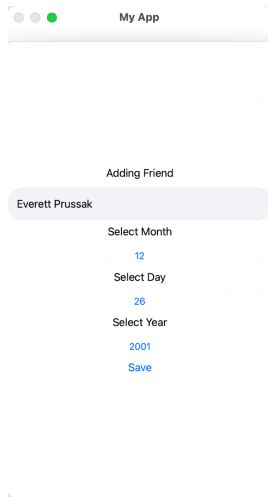 My App
Adding Friend
Everett Prussak
Select Month
12
Select Day
26
Select Year
2001
Save